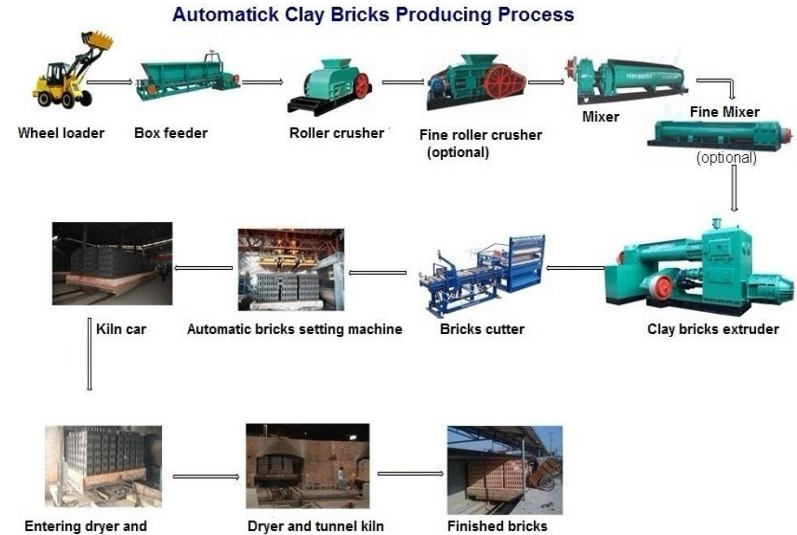 Automatick Clay Bricks Producing Process
Wheel loader
Box feeder
Roller crusher
Fine roller crusher
(optional)
Mixer
Fine Mixer
(optional)
Kiln car
Automatic bricks setting machine
Bricks cutter
Clay bricks extruder
Entering dryer and
Dryer and tunnel kiln
Finished bricks